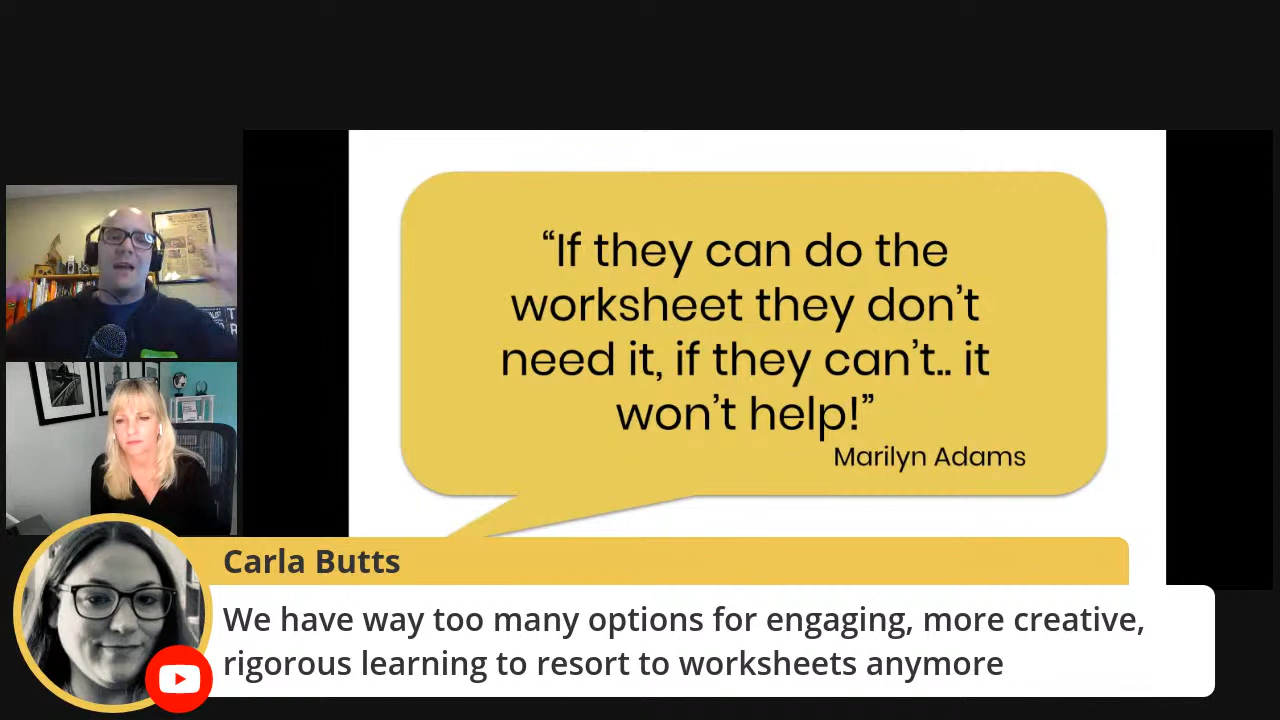 “If they can do the
worksheet they don’t
need it, if they can’t.. it
won’t help!”
Marilyn Adams
Carla Butts
We have way too many options for engaging, more creative,
rigorous learning to resort to worksheets anymore